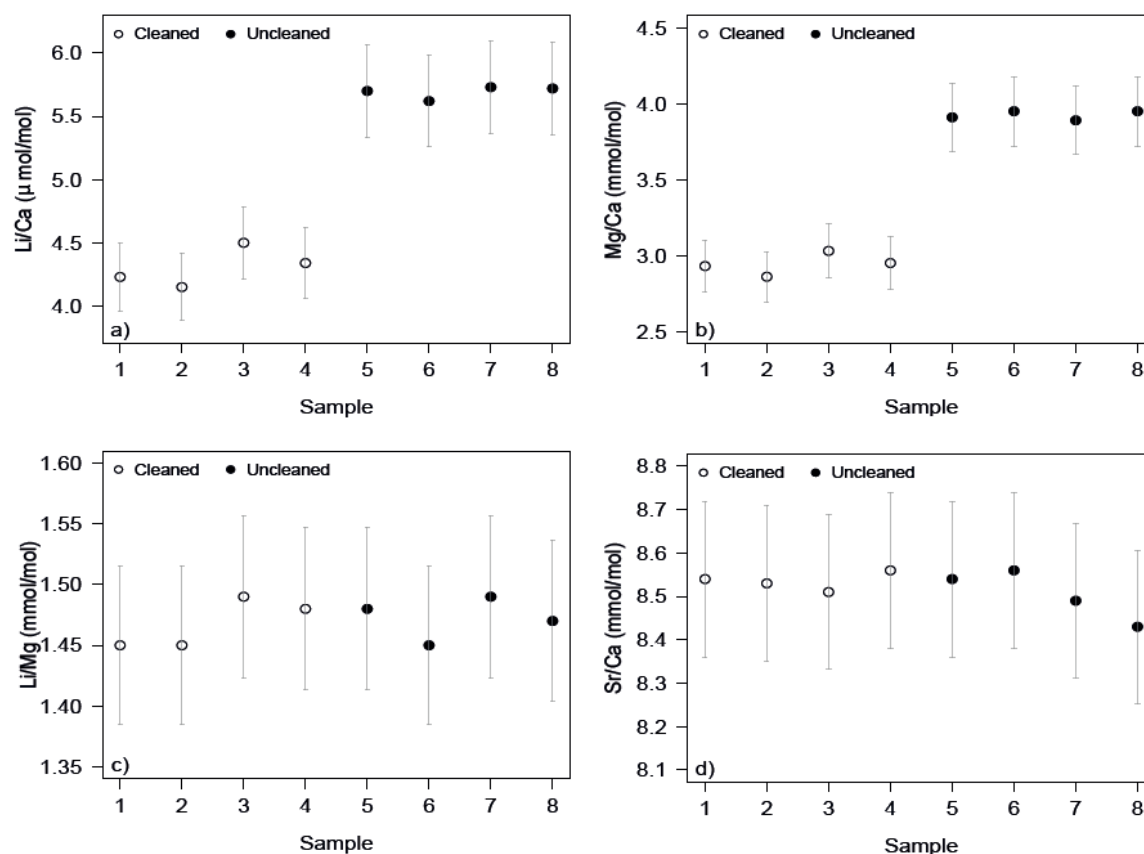 Cleaned Uncleaned
6.0
5.5
5.0
4.5
4.0
Li/Ca (μ mol/mol)
a)
1 2 3 4 5 6 7 8
Sample
Cleaned Uncleaned
4.5
4.0
3.5
3.0
2.5
Mg/Ca (mmol/mol)
b)
1 2 3 4 5 6 7 8
Sample
Cleaned Uncleaned
1.60
1.55
1.50
1.45
1.40
1.35
Li/Mg (mmol/mol)
c)
1 2 3 4 5 6 7 8
Sample
Cleaned Uncleaned
8.8
8.7
8.6
8.5
8.4
8.3
8.2
8.1
Sr/Ca (mmol/mol)
d)
1 2 3 4 5 6 7 8
Sample